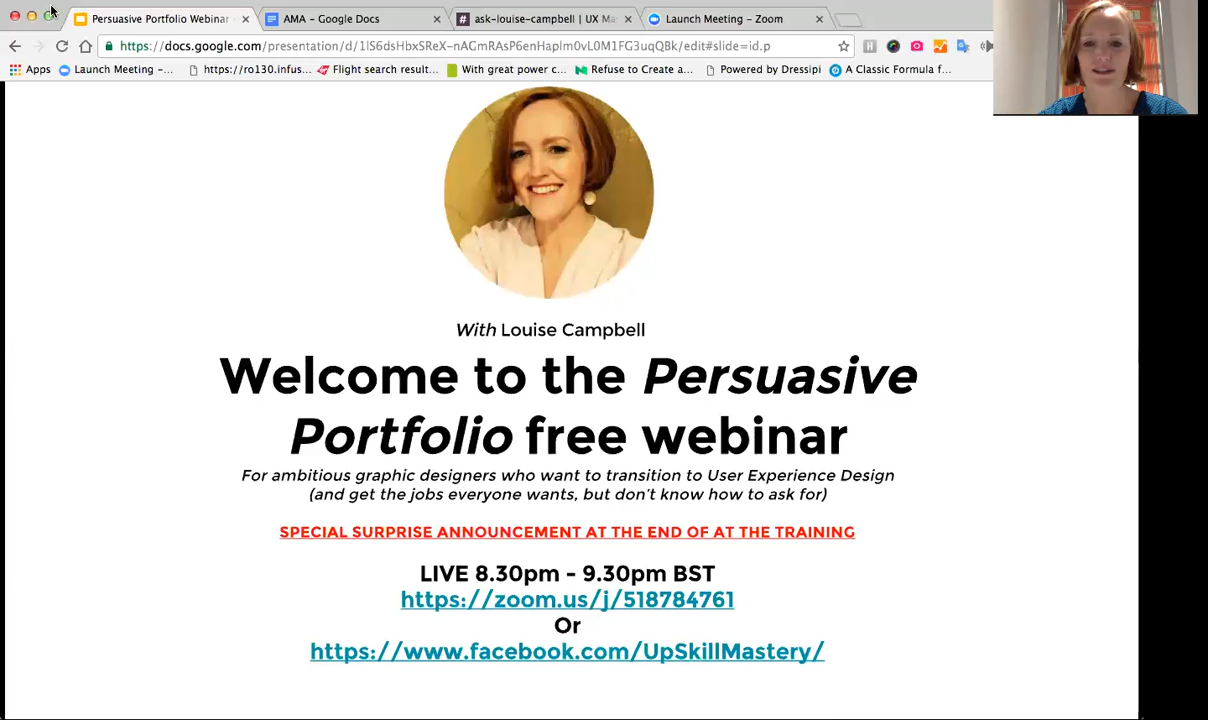 Persuasive Portfolio Webinar
AMA - Google Docs
ask-louise-campbell | UX Ma
Launch Meeting - Zoom
https://docs.google.com/presentation/d/1lS6dsHbxSReX-nAGmRAsP6enHaplm0vL0M1FG3uqQBk/edit#slide=id.p
Apps
Launch Meeting -...
https://ro130.infus...
Flight search result...
With great power c...
Refuse to Create a...
Powered by Dressipi
A Classic Formula f...
With Louise Campbell
Welcome to the Persuasive
Portfolio free webinar
For ambitious graphic designers who want to transition to User Experience Design
(and get the jobs everyone wants, but don't know how to ask for)
SPECIAL SURPRISE ANNOUNCEMENT AT THE END OF AT THE TRAINING
LIVE 8.30pm - 9.30pm BST
https://zoom.us/j/518784761
Or
https://www.facebook.com/UpSkillMastery/